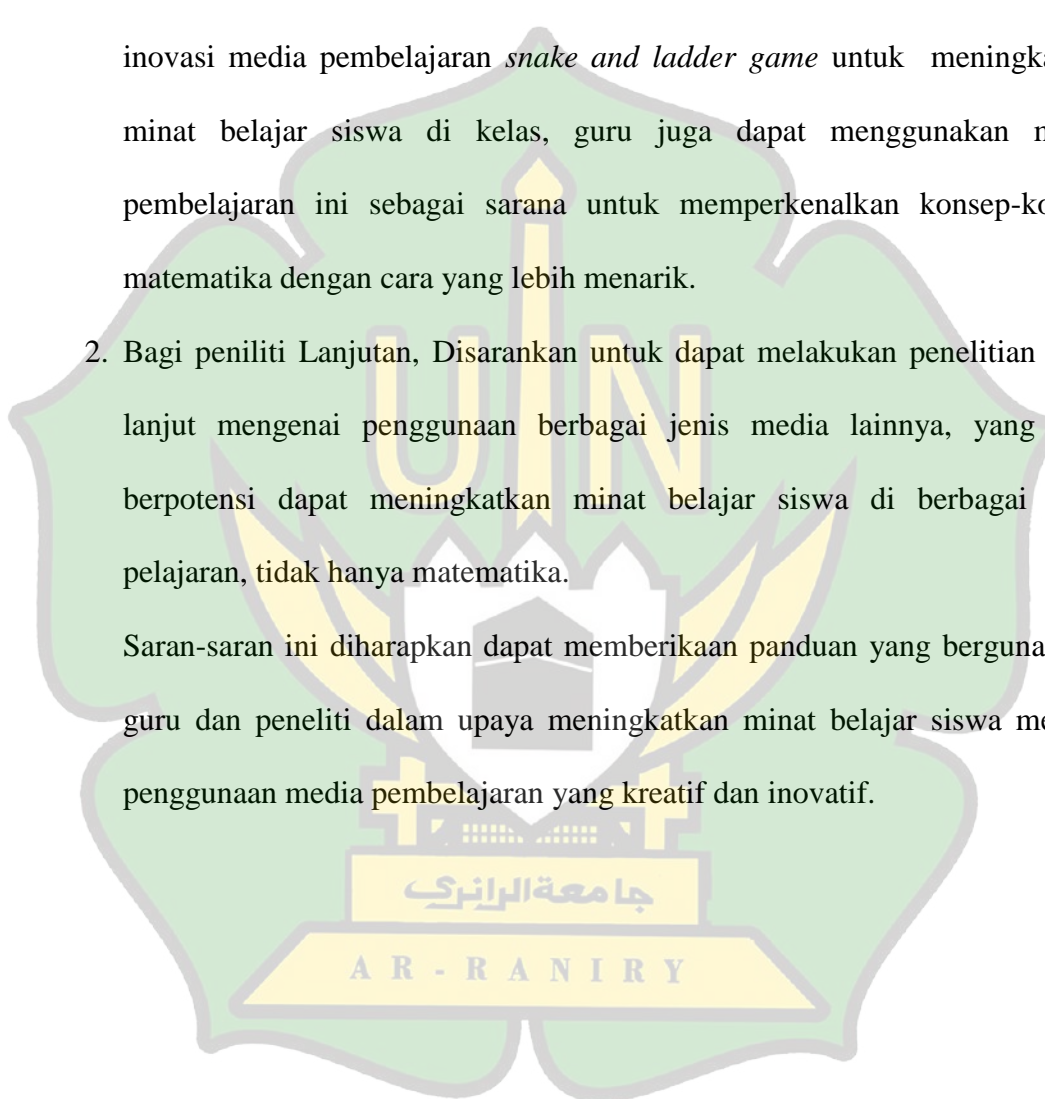 inovasi media pembelajaran snake and ladder game untuk meningka
minat belajar siswa di kelas, guru juga dapat menggunakan
pembelajaran ini sebagai sarana untuk memperkenalkan konsep-ko
matematika dengan cara yang lebih menarik.
2. Bagi peniliti Lanjutan, Disarankan untuk dapat melakukan penelitian
lanjut mengenai penggunaan berbagai jenis media lainnya, yang
berpotensi dapat meningkatkan minat belajar siswa di berbagai
pelajaran, tidak hanya matematika.
Saran-saran ini diharapkan dapat memberikaan panduan yang berguna
guru dan peneliti dalam upaya meningkatkan minat belajar siswa me
penggunaan media pembelajaran yang kreatif dan inovatif.
UIN
جامعة الرانري
AR-RANIRY